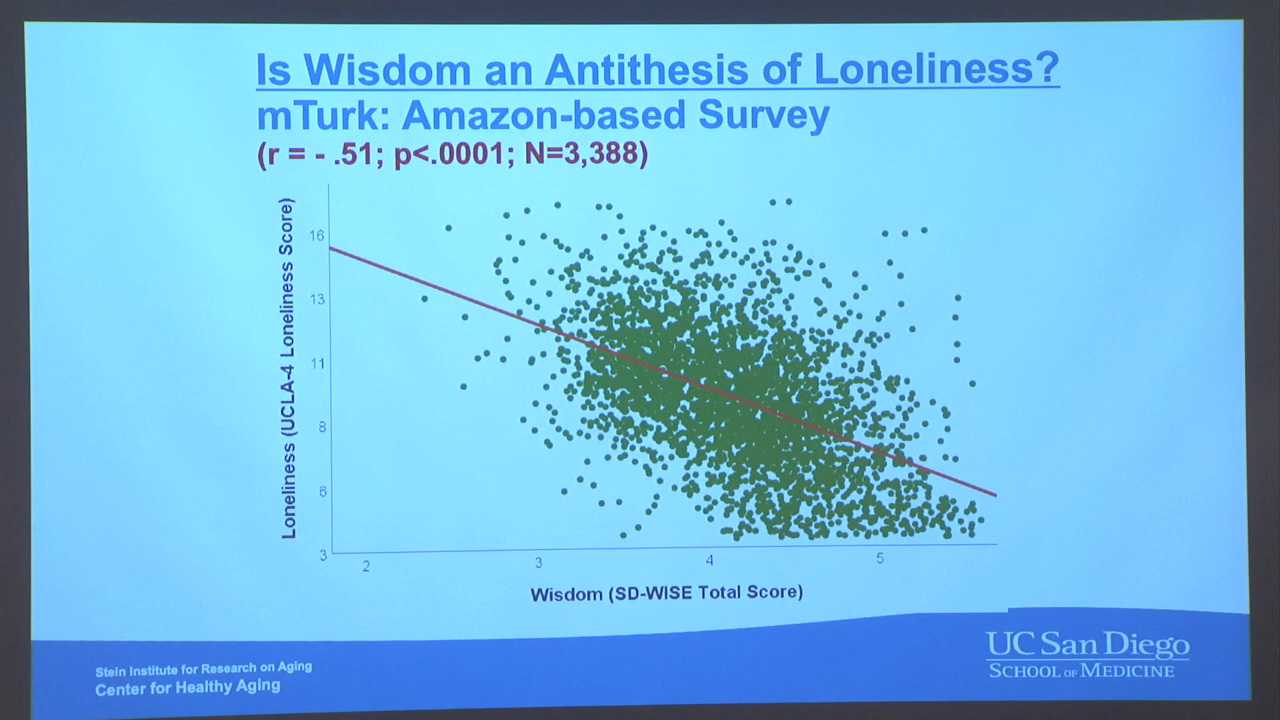 Is Wisdom an Antithesis of Loneliness?
mTurk: Amazon-based Survey
(r = - .51; p<.0001; N=3,388)
Loneliness (UCLA-4 Loneliness Score)
16
13
11
8
6
3
2
3
4
5
Wisdom (SD-WISE Total Score)
Stein Institute for Research on Aging
Center for Healthy Aging
UC San Diego
SCHOOL OF MEDICINE